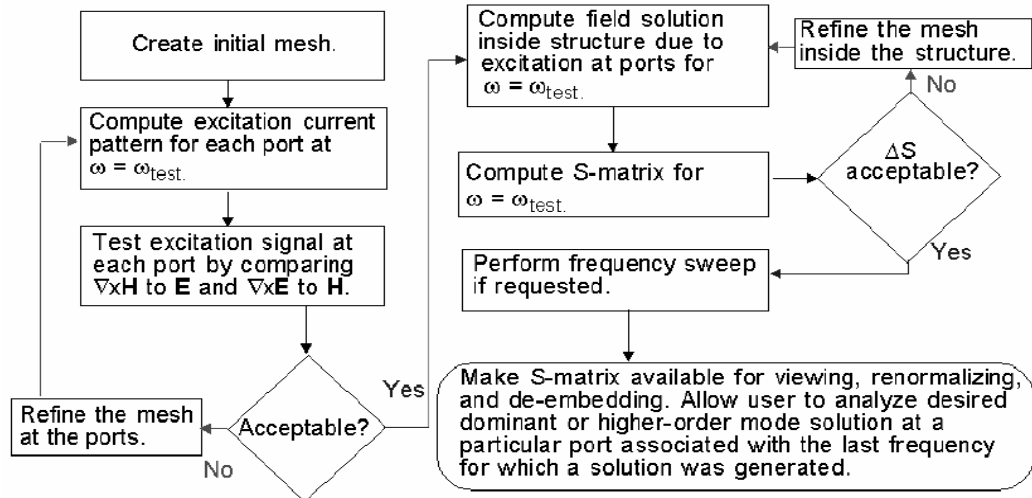 Create initial mesh.
Compute excitation current
pattern for each port at
ω = ωtest.
Test excitation signal at
each port by comparing
∇xH to E and ∇xE to H.
Acceptable?
No
Refine the mesh
at the ports.
Yes
Compute field solution
inside structure due to
excitation at ports for
ω = ωtest.
Compute S-matrix for
ω = ωtest.
ΔS
acceptable?
No
Refine the mesh
inside the structure.
Yes
Perform frequency sweep
if requested.
Make S-matrix available for viewing, renormalizing,
and de-embedding. Allow user to analyze desired
dominant or higher-order mode solution at a
particular port associated with the last frequency
for which a solution was generated.